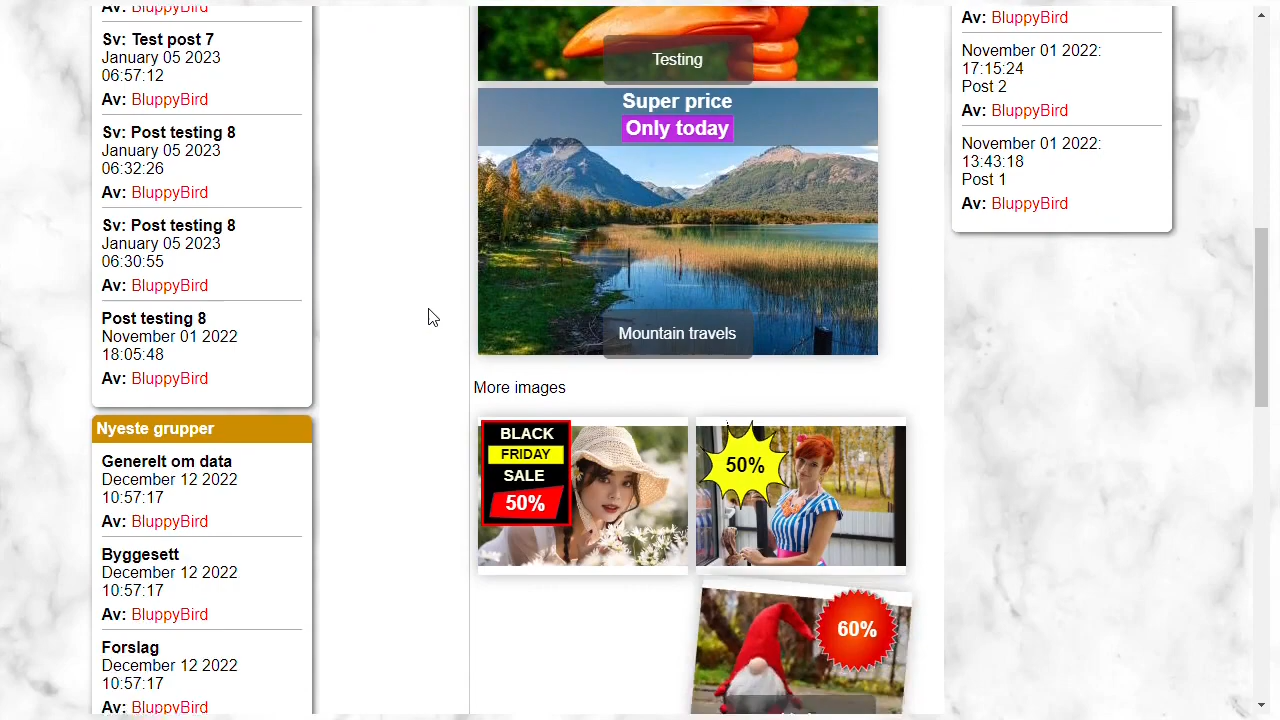 Av: BluppyBird
Sv: Test post 7
January 05 2023
06:57:12
Av: BluppyBird
Sv: Post testing 8
January 05 2023
06:32:26
Av: BluppyBird
Sv: Post testing 8
January 05 2023
06:30:55
Av: BluppyBird
Post testing 8
November 01 2022
18:05:48
Av: BluppyBird
Nyeste grupper
Generelt om data
December 12 2022
10:57:17
Av: BluppyBird
Byggesett
December 12 2022
10:57:17
Av: BluppyBird
Forslag
December 12 2022
10:57:17
Av: BluppyBird
Testing
Super price
Only today
Mountain travels
More images
BLACK
FRIDAY
SALE
50%
50%
60%
Av: BluppyBird
November 01 2022:
17:15:24
Post 2
Av: BluppyBird
November 01 2022:
13:43:18
Post 1
Av: BluppyBird